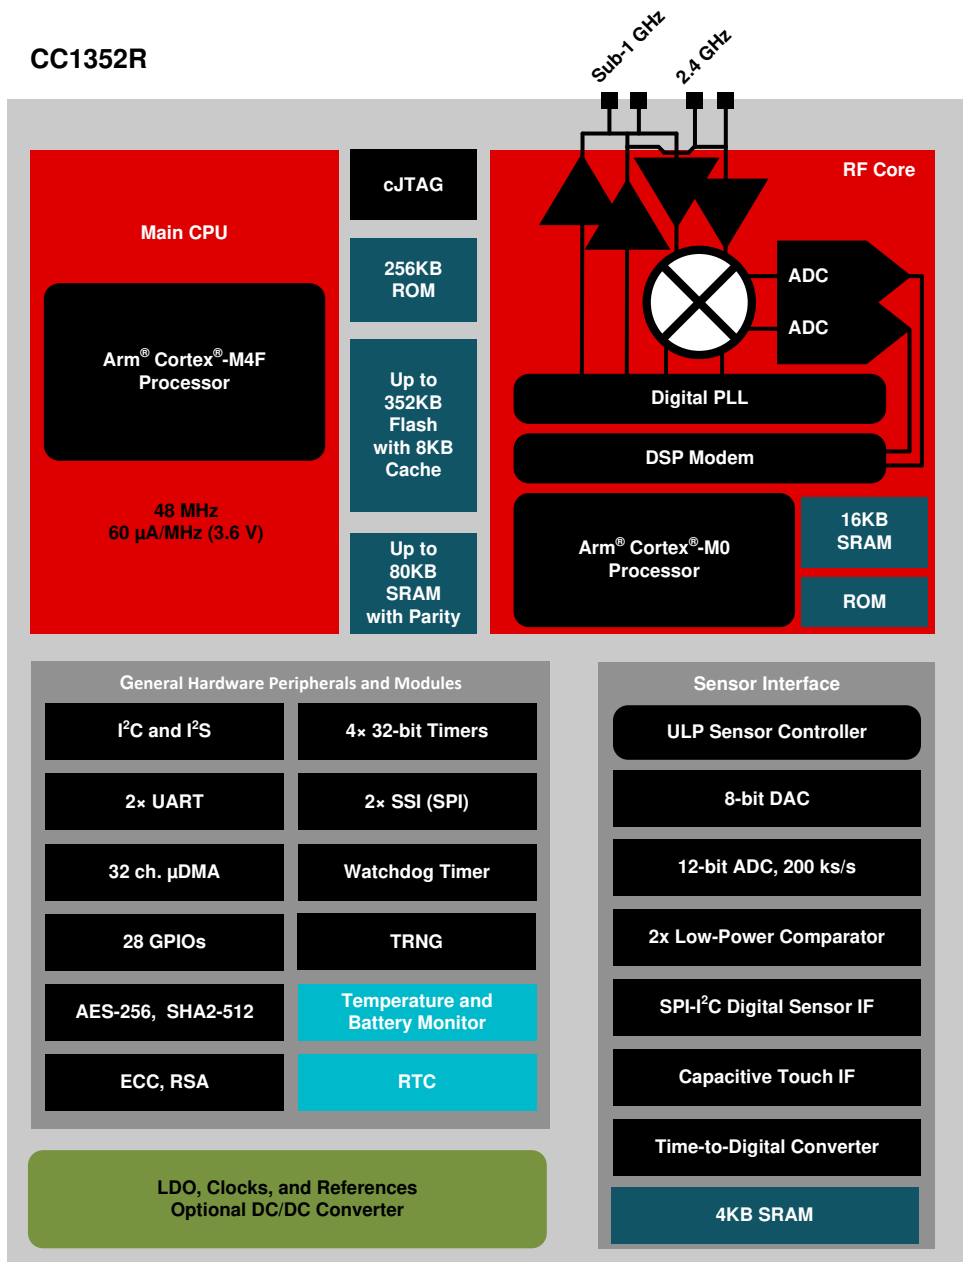 CC1352R
Sub-1 GHz
2.4 GHz
Main CPU
Arm® Cortex®-M4F
Processor
48 MHz
60 µA/MHz (3.6 V)
cJTAG
256KB
ROM
Up to
352KB
Flash
with 8KB
Cache
Up to
80KB
SRAM
with Parity
RF Core
ADC
ADC
Digital PLL
DSP Modem
Arm® Cortex®-M0
Processor
16KB
SRAM
ROM
General Hardware Peripherals and Modules
I²C and I²S
4× 32-bit Timers
2× UART
2× SSI (SPI)
32 ch. µDMA
Watchdog Timer
28 GPIOs
TRNG
AES-256, SHA2-512
Temperature and
Battery Monitor
ECC, RSA
RTC
LDO, Clocks, and References
Optional DC/DC Converter
Sensor Interface
ULP Sensor Controller
8-bit DAC
12-bit ADC, 200 ks/s
2x Low-Power Comparator
SPI-I²C Digital Sensor IF
Capacitive Touch IF
Time-to-Digital Converter
4KB SRAM